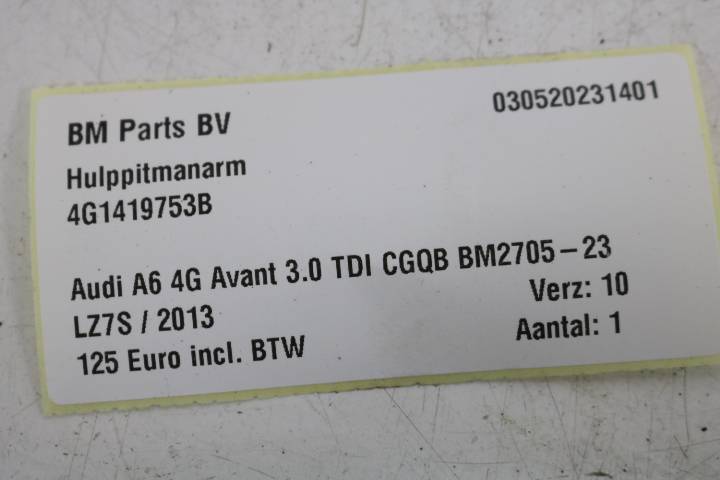 BM Parts BV
030520231401
Hulppitmanarm
4G1419753B
Audi A6 4G Avant 3.0 TDI CGQB BM2705-23
LZ7S / 2013
Verz: 10
125 Euro incl. BTW
Aantal: 1